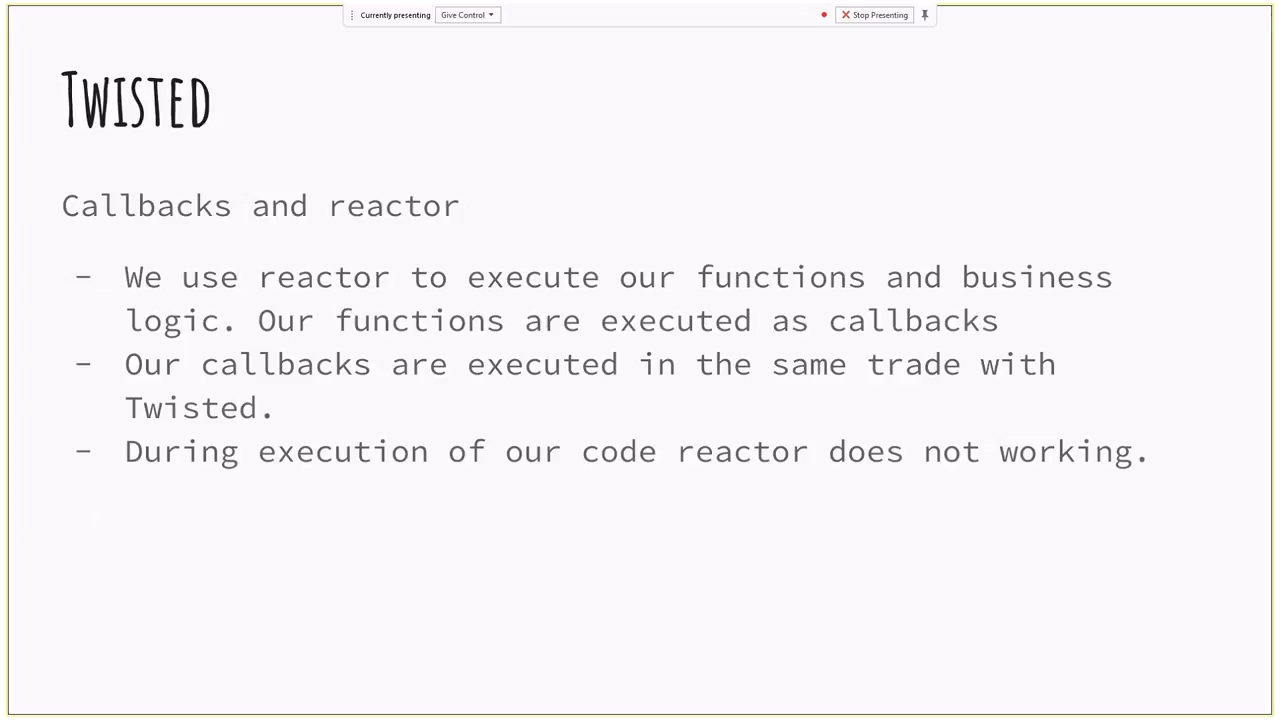 Currently presenting Give Control Stop Presenting
Twisted
Callbacks and reactor
- We use reactor to execute our functions and business
logic. Our functions are executed as callbacks
- Our callbacks are executed in the same trade with
Twisted.
- During execution of our code reactor does not working.